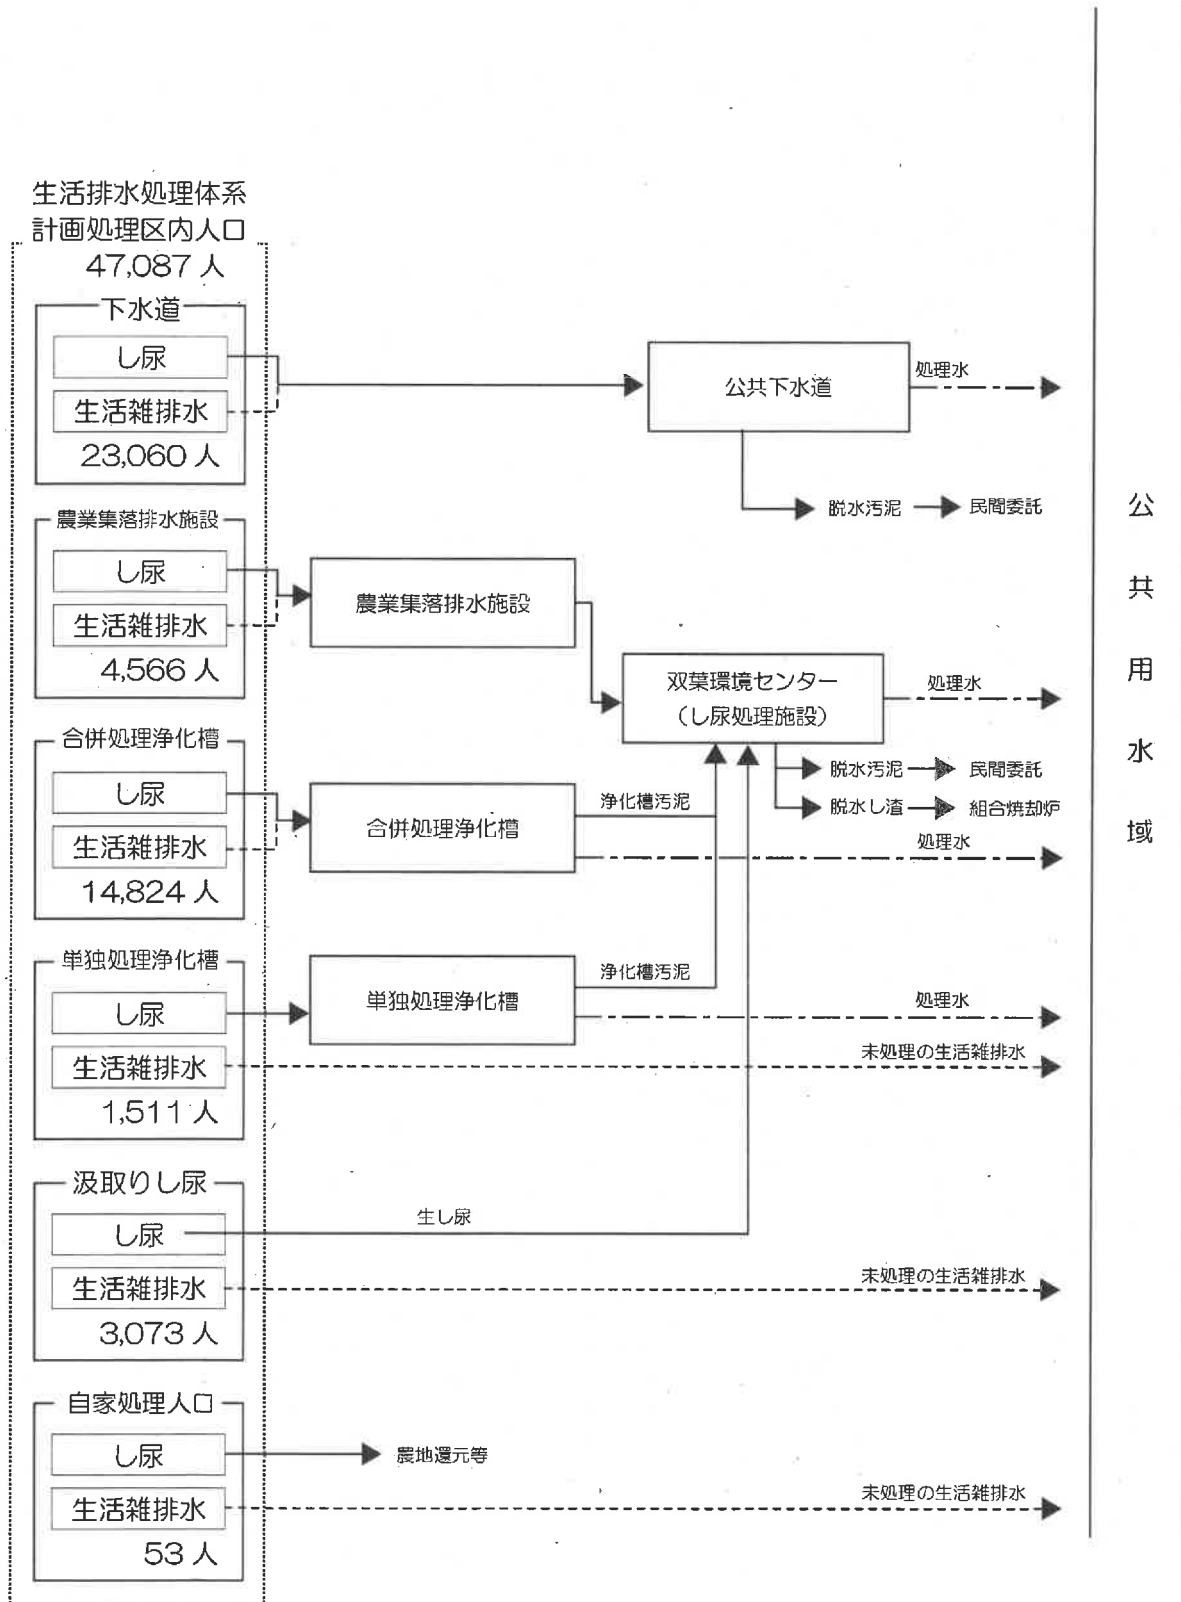 生活排水処理体系
計画処理区内人口
47,087 人
下水道
し尿
生活雑排水
23,060 人
公共下水道
処理水
脱水汚泥
民間委託
農業集落排水施設
し尿
生活雑排水
4,566 人
農業集落排水施設
双葉環境センター
(し尿処理施設)
処理水
脱水汚泥
民間委託
脱水し渣
組合焼却炉
合併処理浄化槽
し尿
生活雑排水
14,824 人
合併処理浄化槽
浄化槽汚泥
処理水
単独処理浄化槽
し尿
生活雑排水
1,511 人
単独処理浄化槽
浄化槽汚泥
処理水
未処理の生活雑排水
汲取りし尿
し尿
生活雑排水
3,073 人
生し尿
未処理の生活雑排水
自家処理人口
し尿
生活雑排水
53 人
農地還元等
未処理の生活雑排水
公共用水域